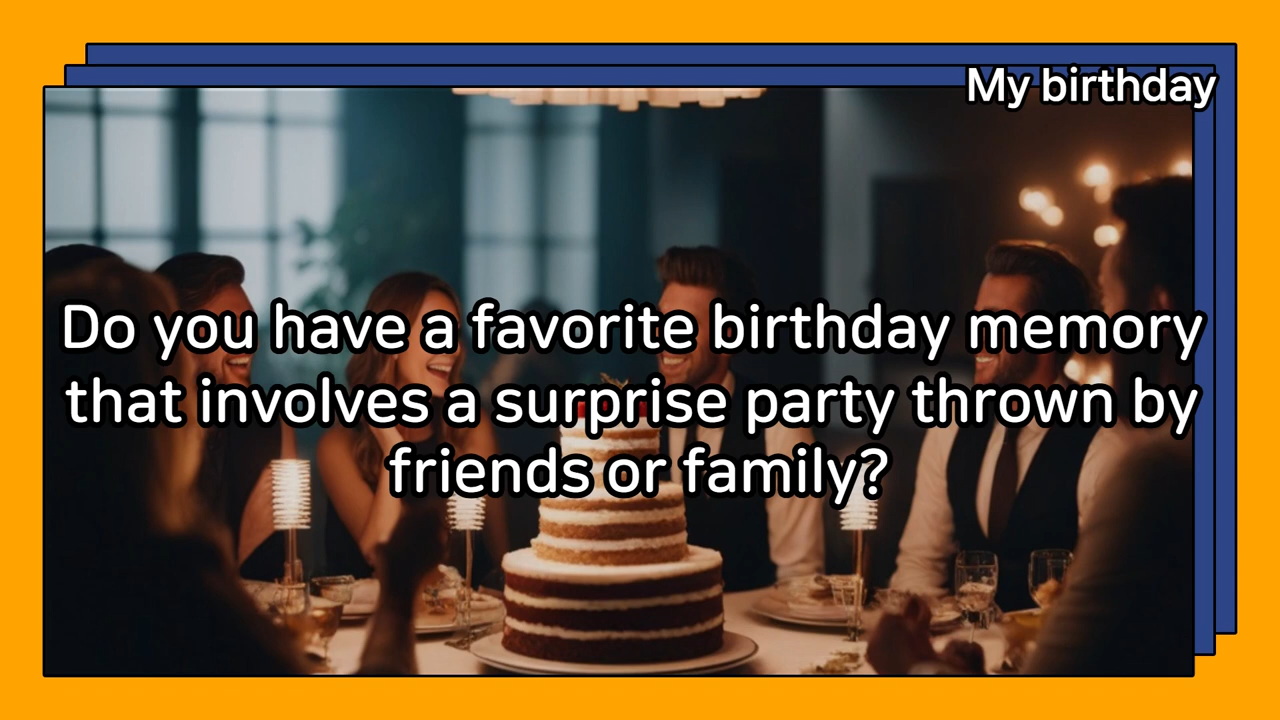 My birthday
Do you have a favorite birthday memory
that involves a surprise party thrown by
friends or family?